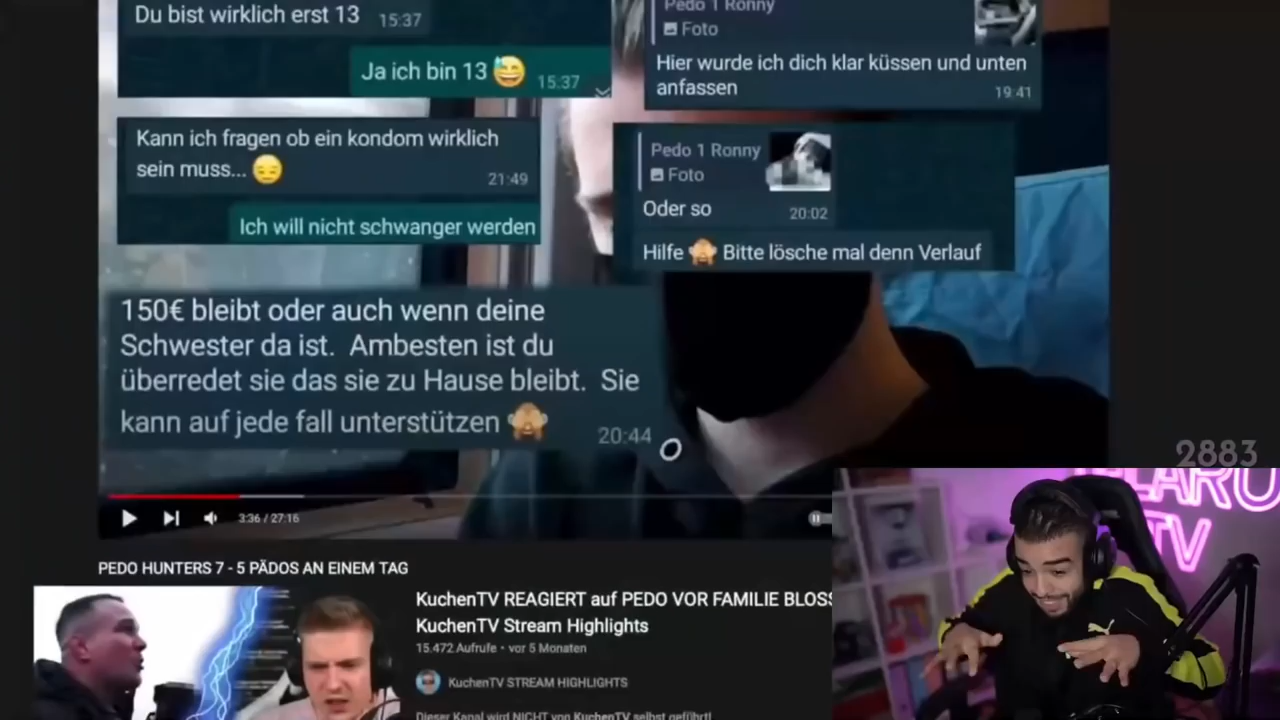 Du bist wirklich erst 13 15:37
Ja ich bin 13 😅 15:37
Kann ich fragen ob ein kondom wirklich
sein muss... 😑 21:49
Ich will nicht schwanger werden
150€ bleibt oder auch wenn deine
Schwester da ist. Ambesten ist du
überredet sie das sie zu Hause bleibt. Sie
kann auf jede fall unterstützen 🙈 20:44
Pedo 1 Ronny
Foto
Hier wurde ich dich klar küssen und unten
anfassen 19:41
Pedo 1 Ronny
Foto
Oder so 20:02
Hilfe 🙈 Bitte lösche mal denn Verlauf
3:36 / 27:16
PEDO HUNTERS 7 - 5 PÄDOS AN EINEM TAG
KuchenTV REAGIERT auf PEDO VOR FAMILIE BLOSS
KuchenTV Stream Highlights
15.472 Aufrufe • vor 5 Monaten
KuchenTV STREAM HIGHLIGHTS
Dieser Kanal wird NICHT von KuchenTV selbst geführt!
2883
TV